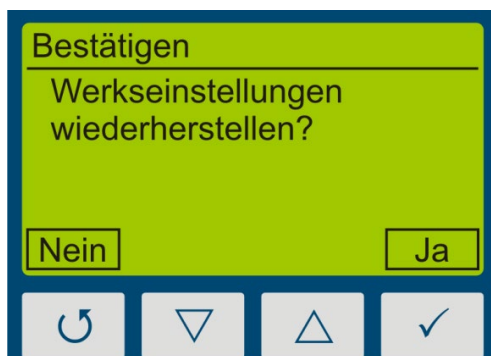 Bestätigen
Werkseinstellungen
wiederherstellen?
Nein Ja